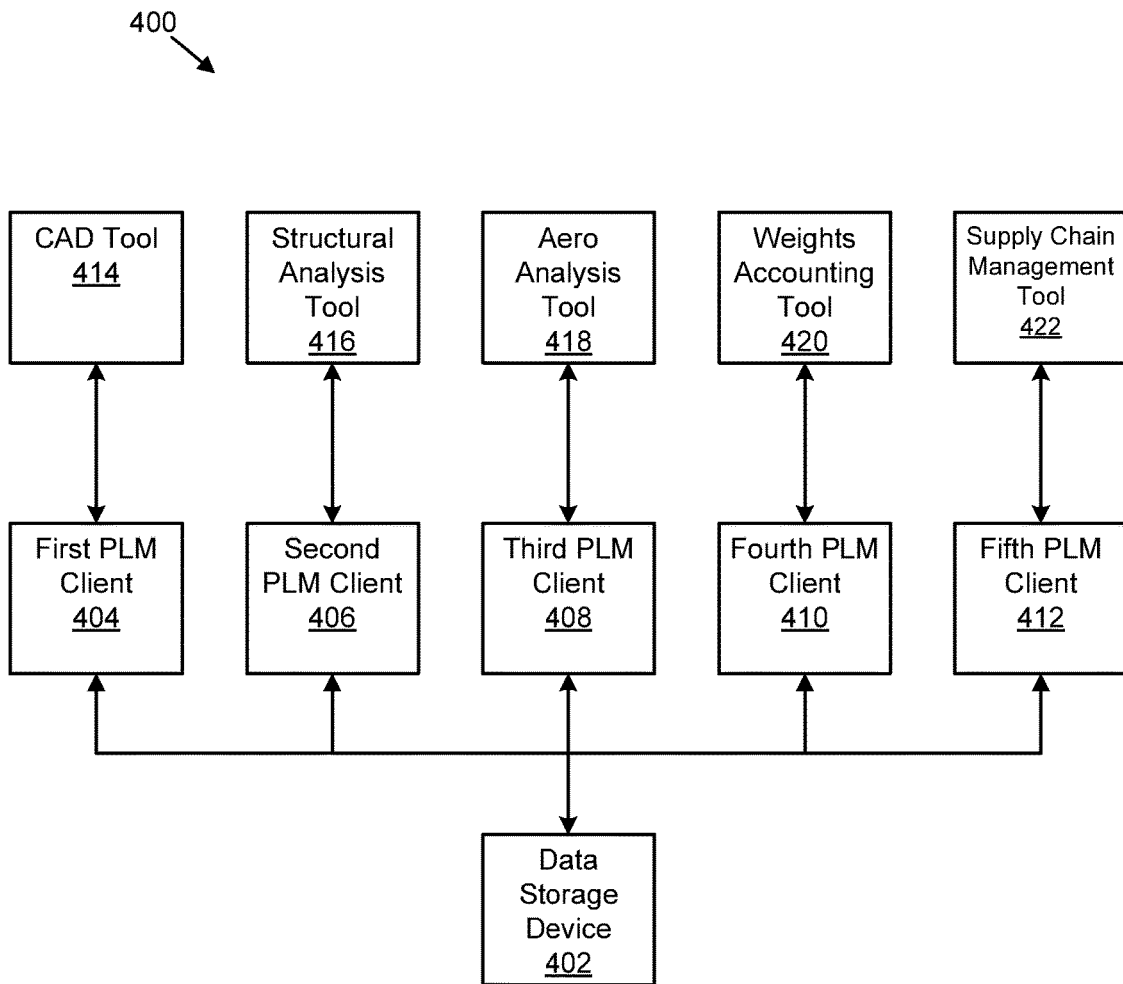 400
CAD Tool
414
Structural
Analysis
Tool
416
Aero
Analysis
Tool
418
Weights
Accounting
Tool
420
Supply Chain
Management
Tool
422
First PLM
Client
404
Second
PLM Client
406
Third PLM
Client
408
Fourth PLM
Client
410
Fifth PLM
Client
412
Data
Storage
Device
402